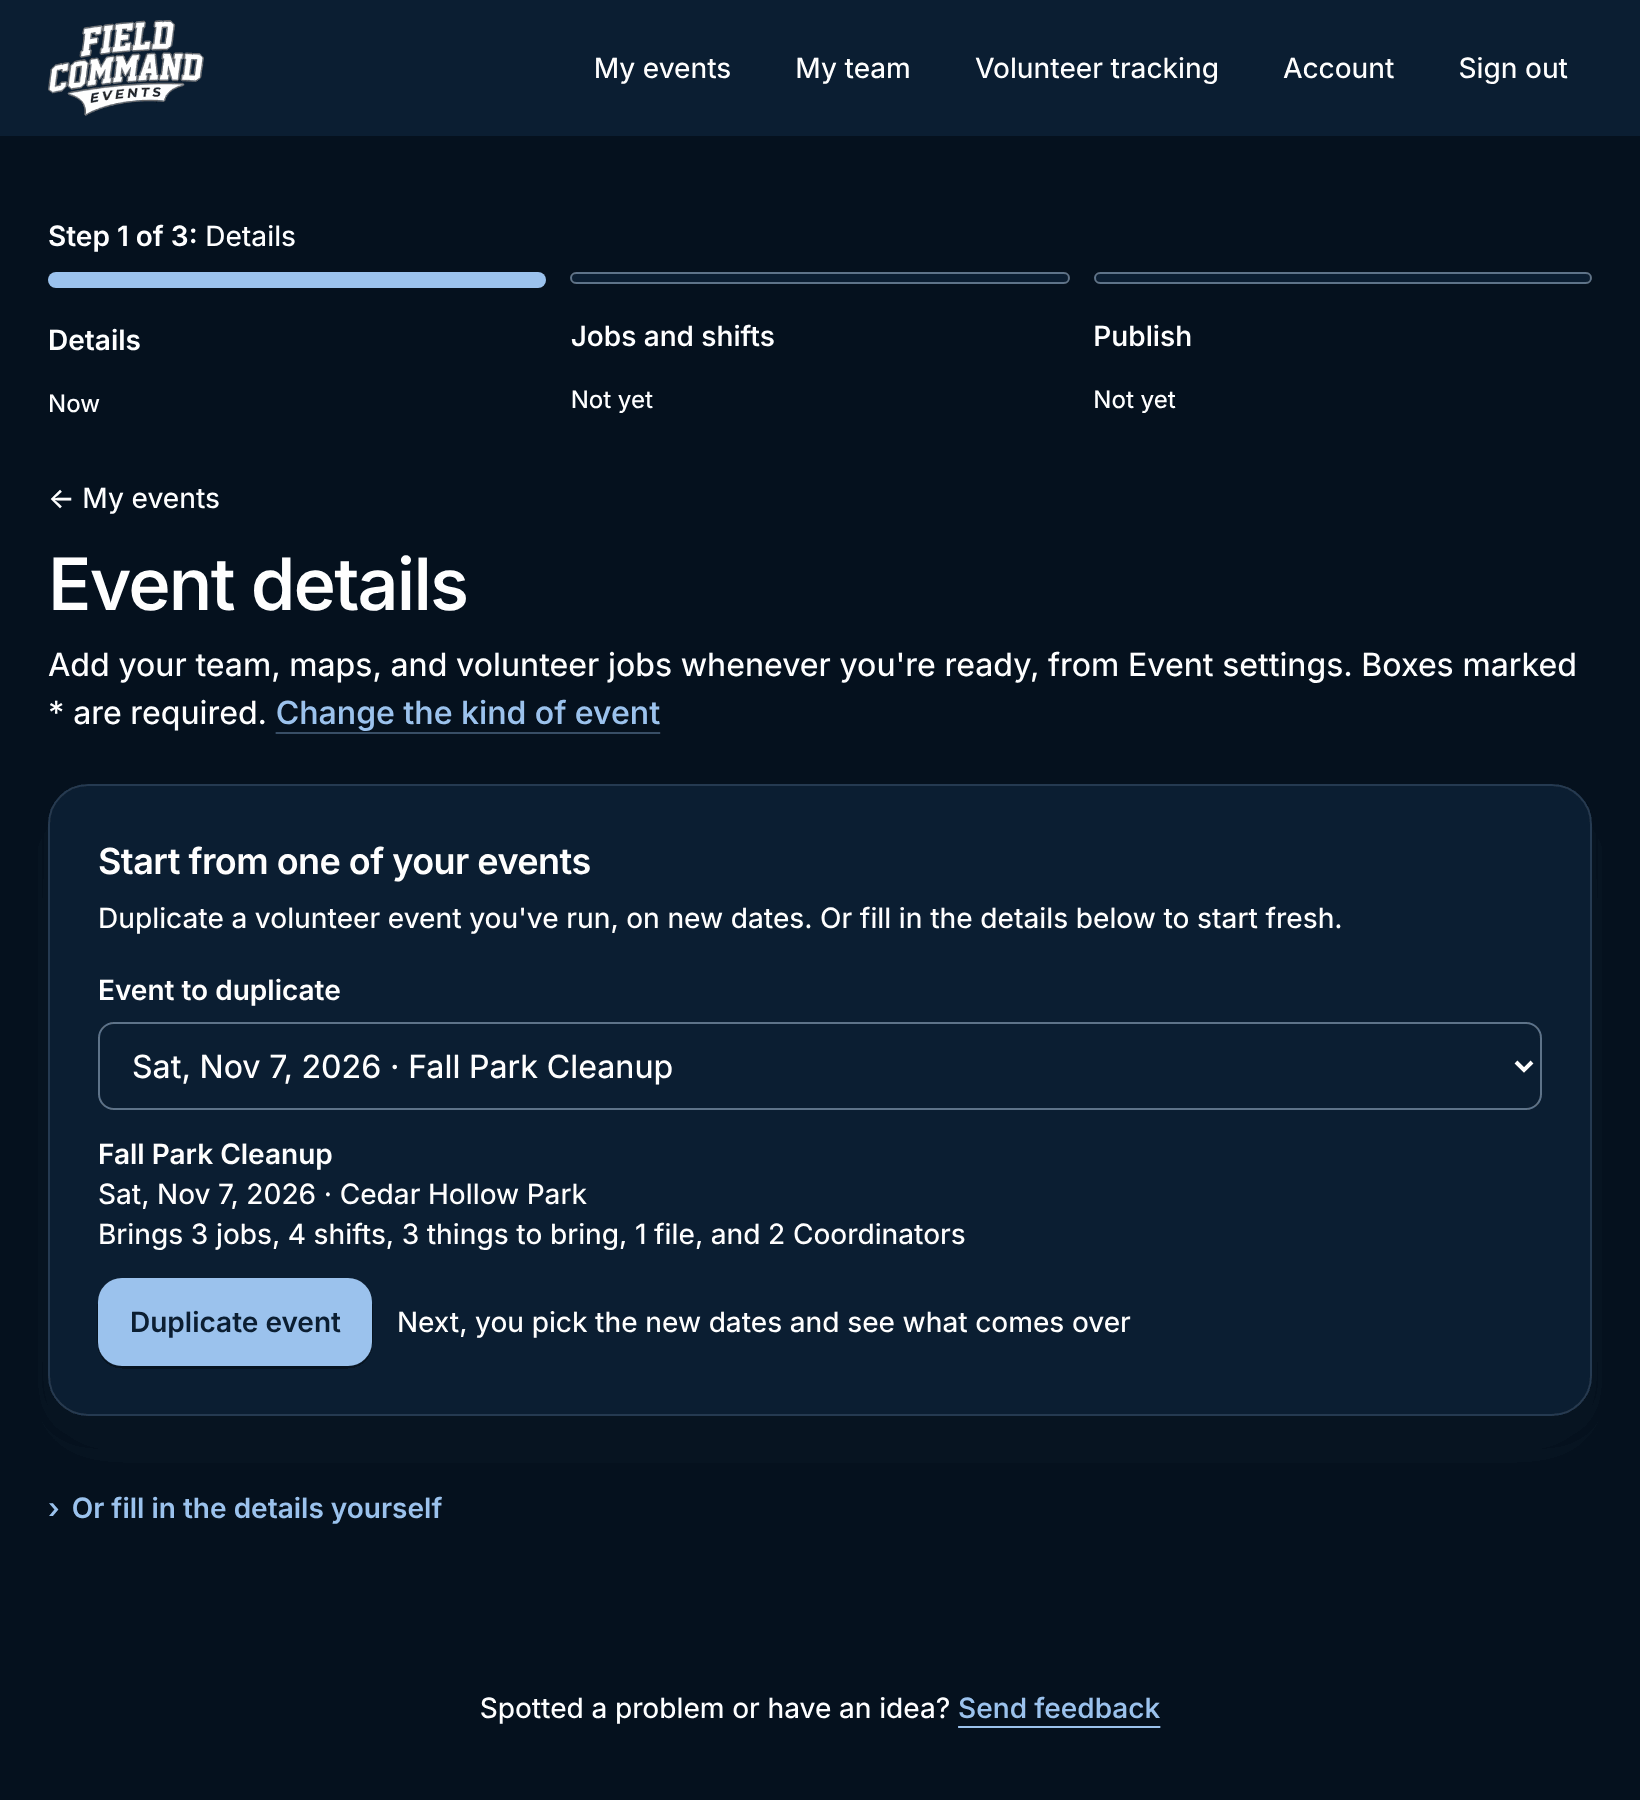 FIELD
COMMAND
EVENTS
My events
My team
Volunteer tracking
Account
Sign out
Step 1 of 3: Details
Details
Now
Jobs and shifts
Not yet
Publish
Not yet
← My events
Event details
Add your team, maps, and volunteer jobs whenever you're ready, from Event settings. Boxes marked
* are required. Change the kind of event
Start from one of your events
Duplicate a volunteer event you've run, on new dates. Or fill in the details below to start fresh.
Event to duplicate
Sat, Nov 7, 2026 · Fall Park Cleanup
Fall Park Cleanup
Sat, Nov 7, 2026 · Cedar Hollow Park
Brings 3 jobs, 4 shifts, 3 things to bring, 1 file, and 2 Coordinators
Duplicate event
Next, you pick the new dates and see what comes over
› Or fill in the details yourself
Spotted a problem or have an idea? Send feedback